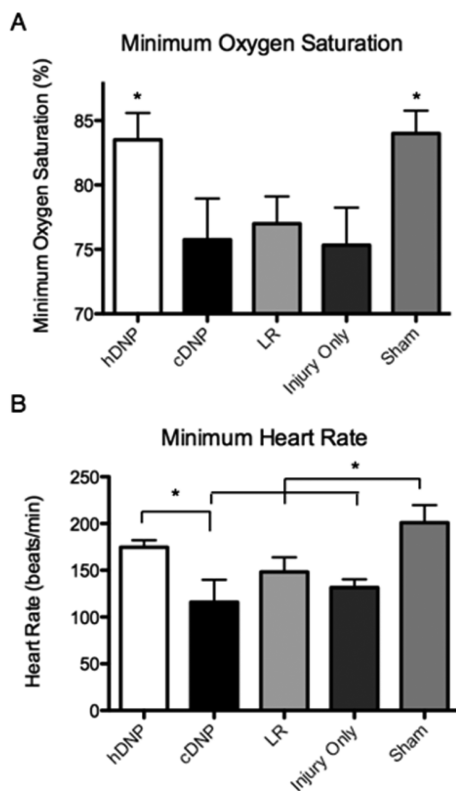 A
Minimum Oxygen Saturation
Minimum Oxygen Saturation (%)
85
80
75
70
*
*
hDNP
cDNP
LR
Injury Only
Sham
B
Minimum Heart Rate
Heart Rate (beats/min)
250
200
150
100
50
0
*
*
hDNP
cDNP
LR
Injury Only
Sham